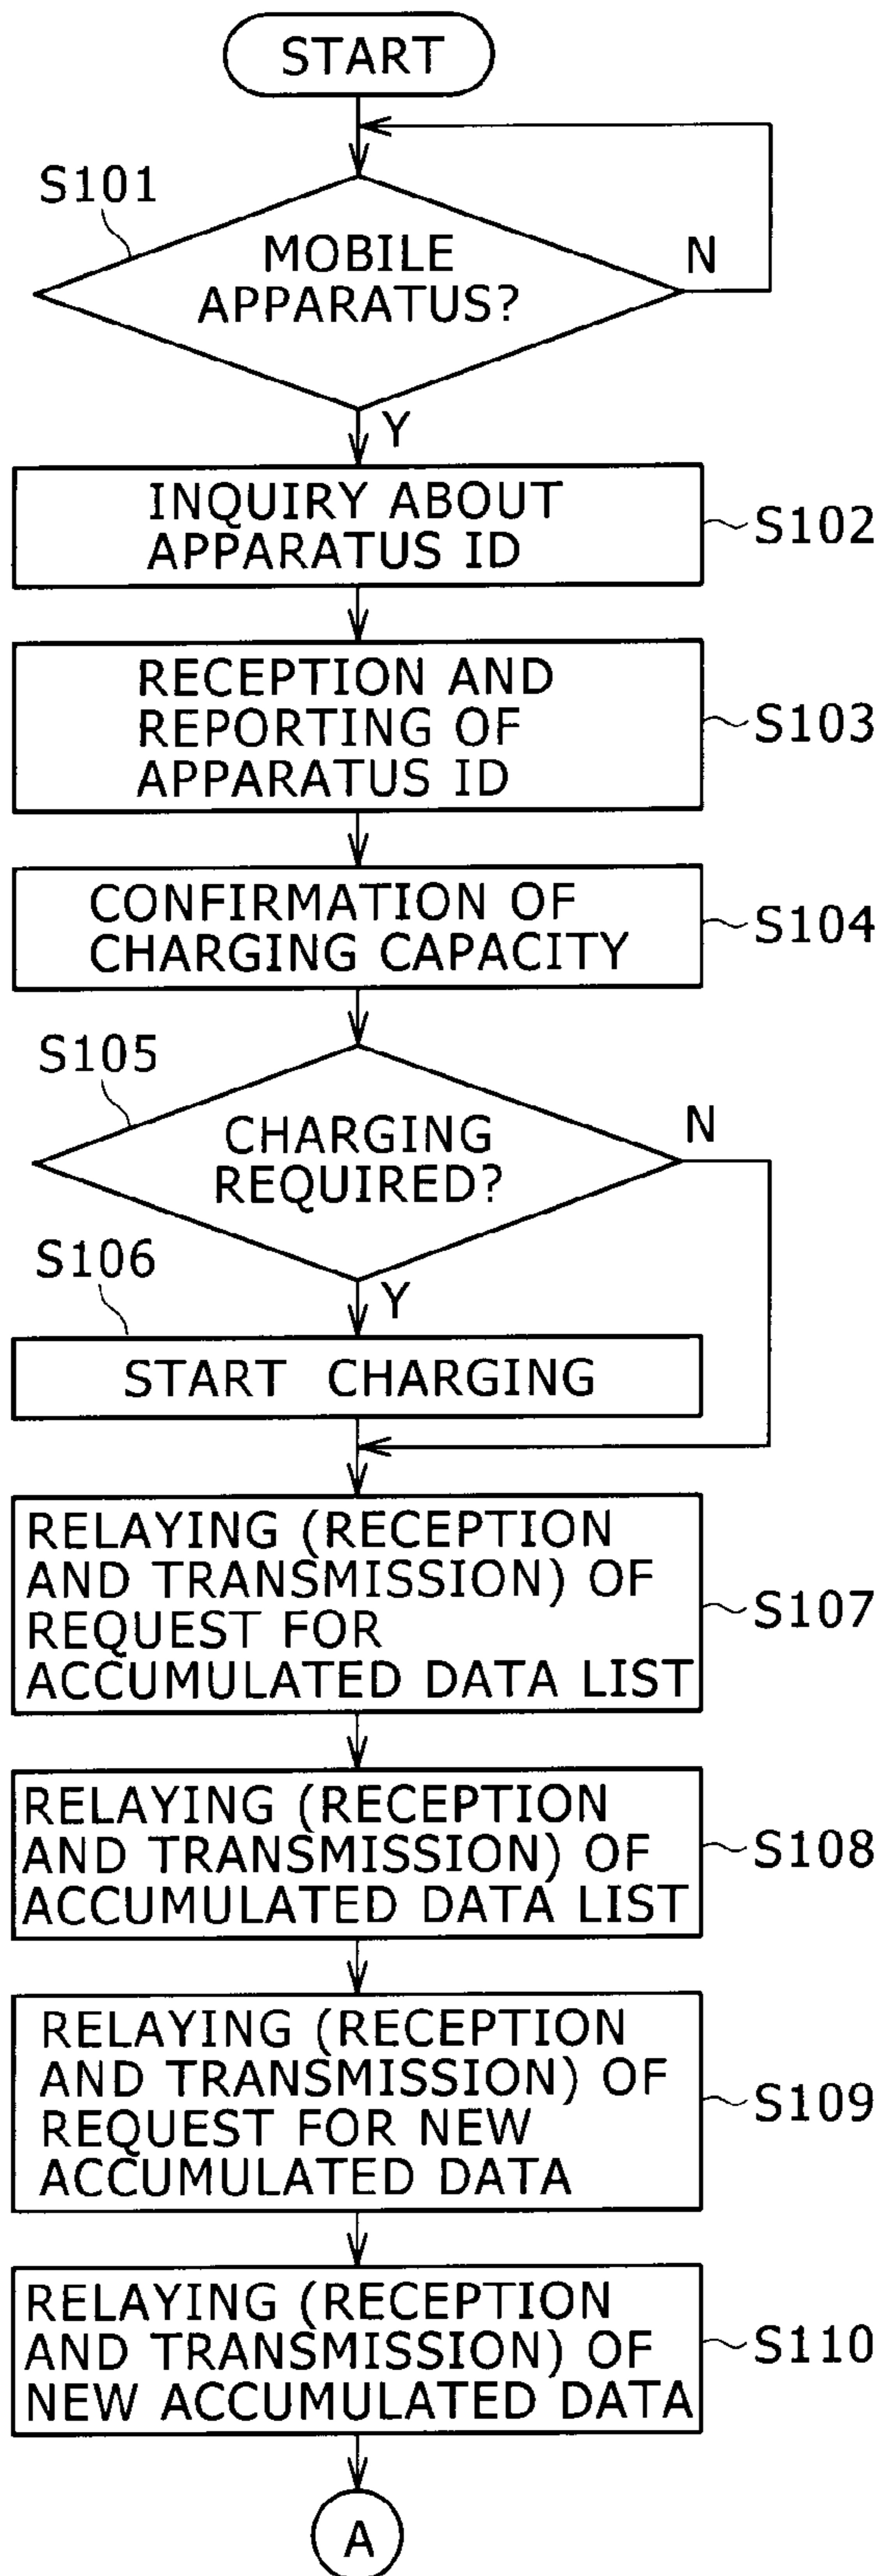 START
S101
MOBILE
APPARATUS?
N
Y
INQUIRY ABOUT
APPARATUS ID
S102
RECEPTION AND
REPORTING OF
APPARATUS ID
S103
CONFIRMATION OF
CHARGING CAPACITY
S104
S105
CHARGING
REQUIRED?
N
Y
S106
START CHARGING
RELAYING (RECEPTION
AND TRANSMISSION) OF
REQUEST FOR
ACCUMULATED DATA LIST
S107
RELAYING (RECEPTION
AND TRANSMISSION) OF
ACCUMULATED DATA LIST
S108
RELAYING (RECEPTION
AND TRANSMISSION) OF
REQUEST FOR NEW
ACCUMULATED DATA
S109
RELAYING (RECEPTION
AND TRANSMISSION) OF
NEW ACCUMULATED DATA
S110
A